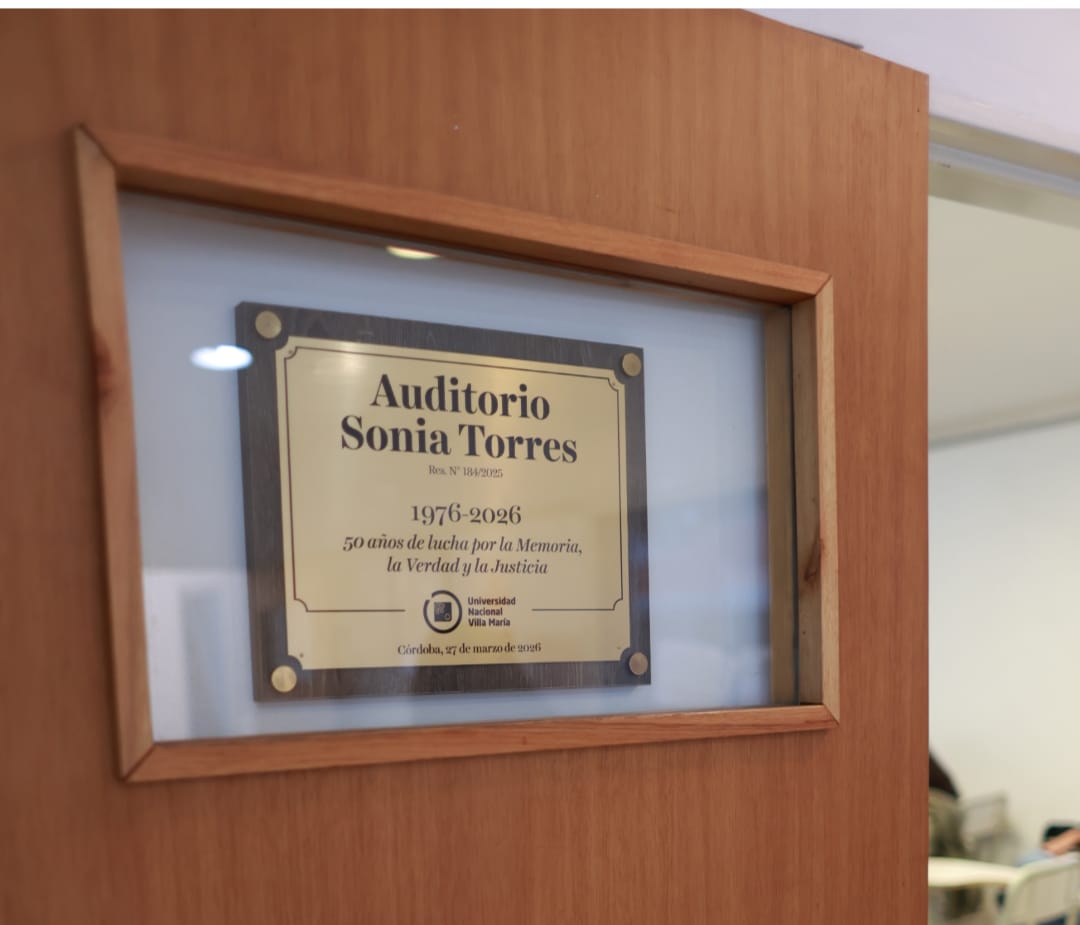 Auditorio
Sonia Torres
Res. N° 184/2025
1976-2026
50 años de lucha por la Memoria,
la Verdad y la Justicia
Universidad
Nacional
Villa María
Córdoba, 27 de marzo de 2026